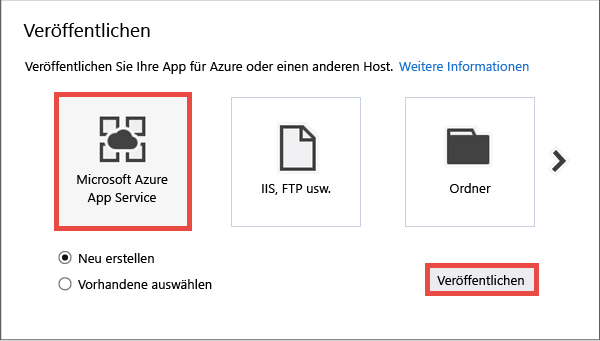 Veröffentlichen
Veröffentlichen Sie Ihre App für Azure oder einen anderen Host. Weitere Informationen
Microsoft Azure
App Service
IIS, FTP usw.
Ordner
Neu erstellen
Vorhandene auswählen
Veröffentlichen